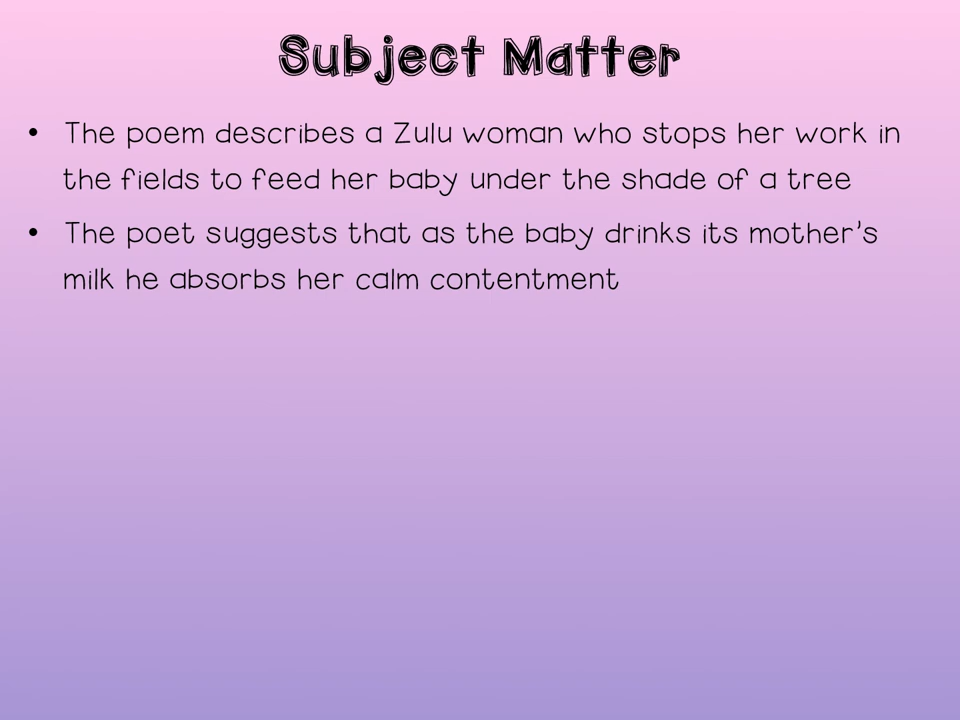 Subject Matter
• The poem describes a Zulu woman who stops her work in
the fields to feed her baby under the shade of a tree
• The poet suggests that as the baby drinks its mother's
milk he absorbs her calm contentment